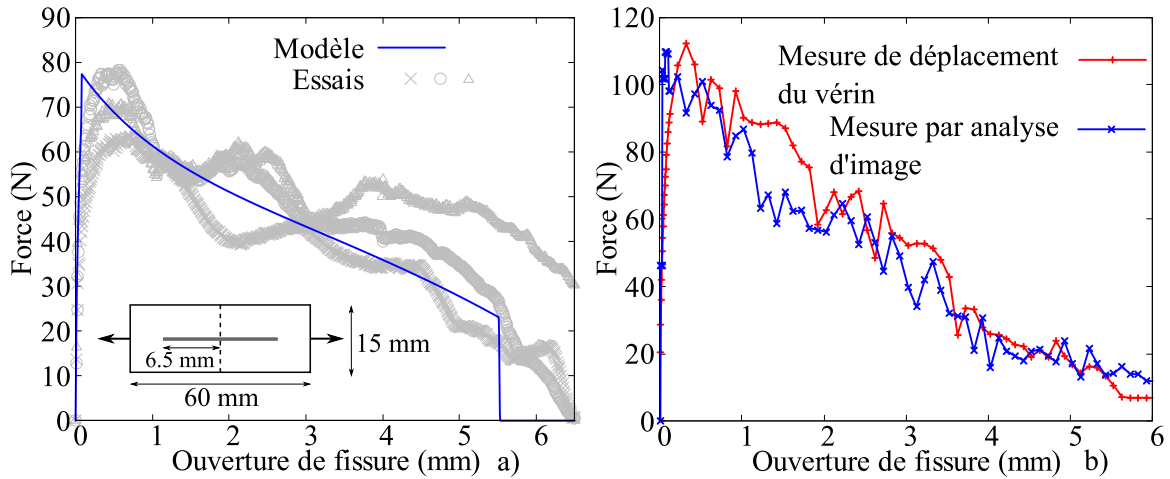 90
80
70
60
50
40
30
20
10
0
Force (N)
Modèle
Essais
6.5 mm
15 mm
60 mm
0 1 2 3 4 5 6
Ouverture de fissure (mm) a)
120
100
80
60
40
20
0
Force (N)
Mesure de déplacement
du vérin
Mesure par analyse
d'image
0 1 2 3 4 5 6
Ouverture de fissure (mm) b)